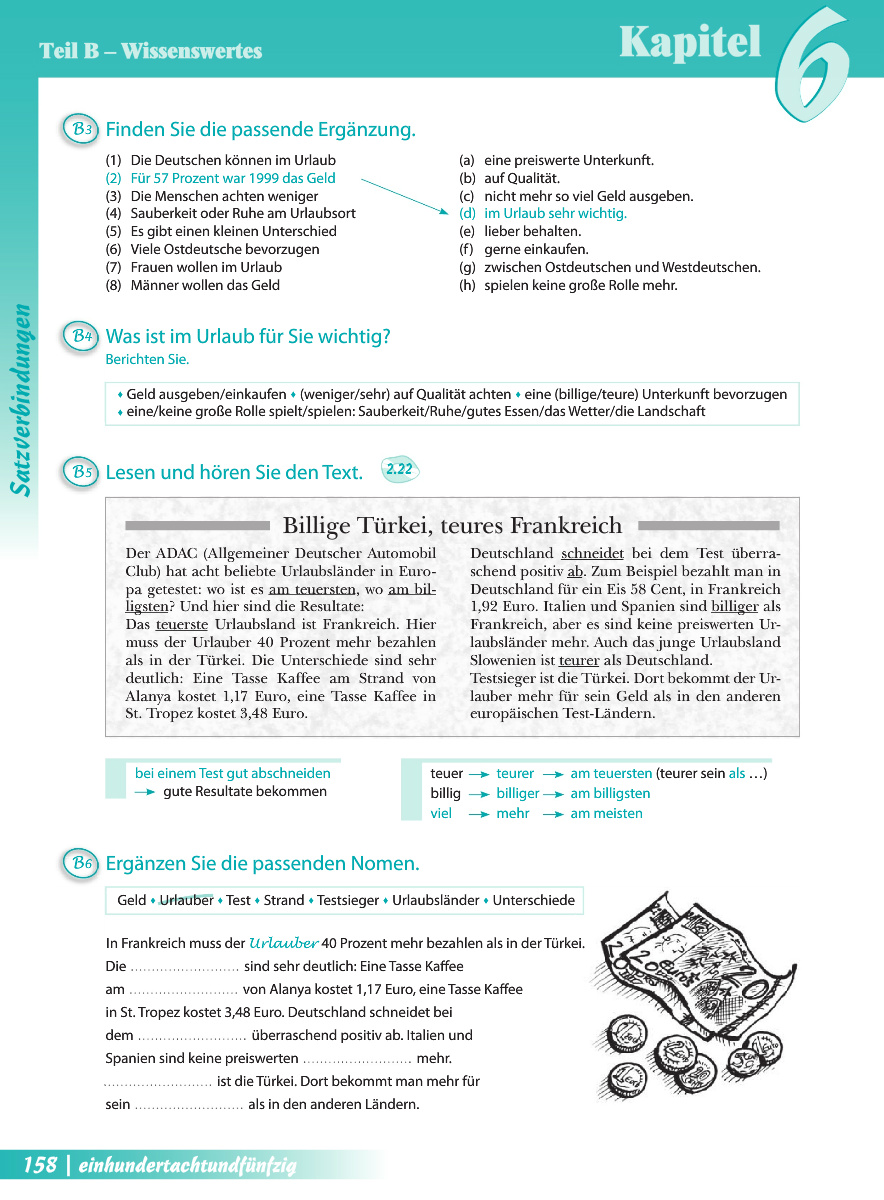 Teil B – Wissenswertes
Kapitel 6
Satzverbindungen
B3 Finden Sie die passende Ergänzung.
(1) Die Deutschen können im Urlaub
(2) Für 57 Prozent war 1999 das Geld
(3) Die Menschen achten weniger
(4) Sauberkeit oder Ruhe am Urlaubsort
(5) Es gibt einen kleinen Unterschied
(6) Viele Ostdeutsche bevorzugen
(7) Frauen wollen im Urlaub
(8) Männer wollen das Geld
(a) eine preiswerte Unterkunft.
(b) auf Qualität.
(c) nicht mehr so viel Geld ausgeben.
(d) im Urlaub sehr wichtig.
(e) lieber behalten.
(f) gerne einkaufen.
(g) zwischen Ostdeutschen und Westdeutschen.
(h) spielen keine große Rolle mehr.
B4 Was ist im Urlaub für Sie wichtig?
Berichten Sie.
♦ Geld ausgeben/einkaufen ♦ (weniger/sehr) auf Qualität achten ♦ eine (billige/teure) Unterkunft bevorzugen
♦ eine/keine große Rolle spielt/spielen: Sauberkeit/Ruhe/gutes Essen/das Wetter/die Landschaft
B5 Lesen und hören Sie den Text. 2.22
Billige Türkei, teures Frankreich
Der ADAC (Allgemeiner Deutscher Automobil
Club) hat acht beliebte Urlaubsländer in Euro-
pa getestet: wo ist es am teuersten, wo am bil-
ligsten? Und hier sind die Resultate:
Das teuerste Urlaubsland ist Frankreich. Hier
muss der Urlauber 40 Prozent mehr bezahlen
als in der Türkei. Die Unterschiede sind sehr
deutlich: Eine Tasse Kaffee am Strand von
Alanya kostet 1,17 Euro, eine Tasse Kaffee in
St. Tropez kostet 3,48 Euro.
Deutschland schneidet bei dem Test überra-
schend positiv ab. Zum Beispiel bezahlt man in
Deutschland für ein Eis 58 Cent, in Frankreich
1,92 Euro. Italien und Spanien sind billiger als
Frankreich, aber es sind keine preiswerten Ur-
laubsländer mehr. Auch das junge Urlaubsland
Slowenien ist teurer als Deutschland.
Testsieger ist die Türkei. Dort bekommt der Ur-
lauber mehr für sein Geld als in den anderen
europäischen Test-Ländern.
bei einem Test gut abschneiden
→ gute Resultate bekommen
teuer → teurer → am teuersten (teurer sein als …)
billig → billiger → am billigsten
viel → mehr → am meisten
B6 Ergänzen Sie die passenden Nomen.
Geld ♦ Urlauber ♦ Test ♦ Strand ♦ Testsieger ♦ Urlaubsländer ♦ Unterschiede
In Frankreich muss der Urlauber 40 Prozent mehr bezahlen als in der Türkei.
Die .......................... sind sehr deutlich: Eine Tasse Kaffee
am .......................... von Alanya kostet 1,17 Euro, eine Tasse Kaffee
in St. Tropez kostet 3,48 Euro. Deutschland schneidet bei
dem .......................... überraschend positiv ab. Italien und
Spanien sind keine preiswerten .......................... mehr.
.......................... ist die Türkei. Dort bekommt man mehr für
sein .......................... als in den anderen Ländern.
158 | einhundertachtundfünfzig